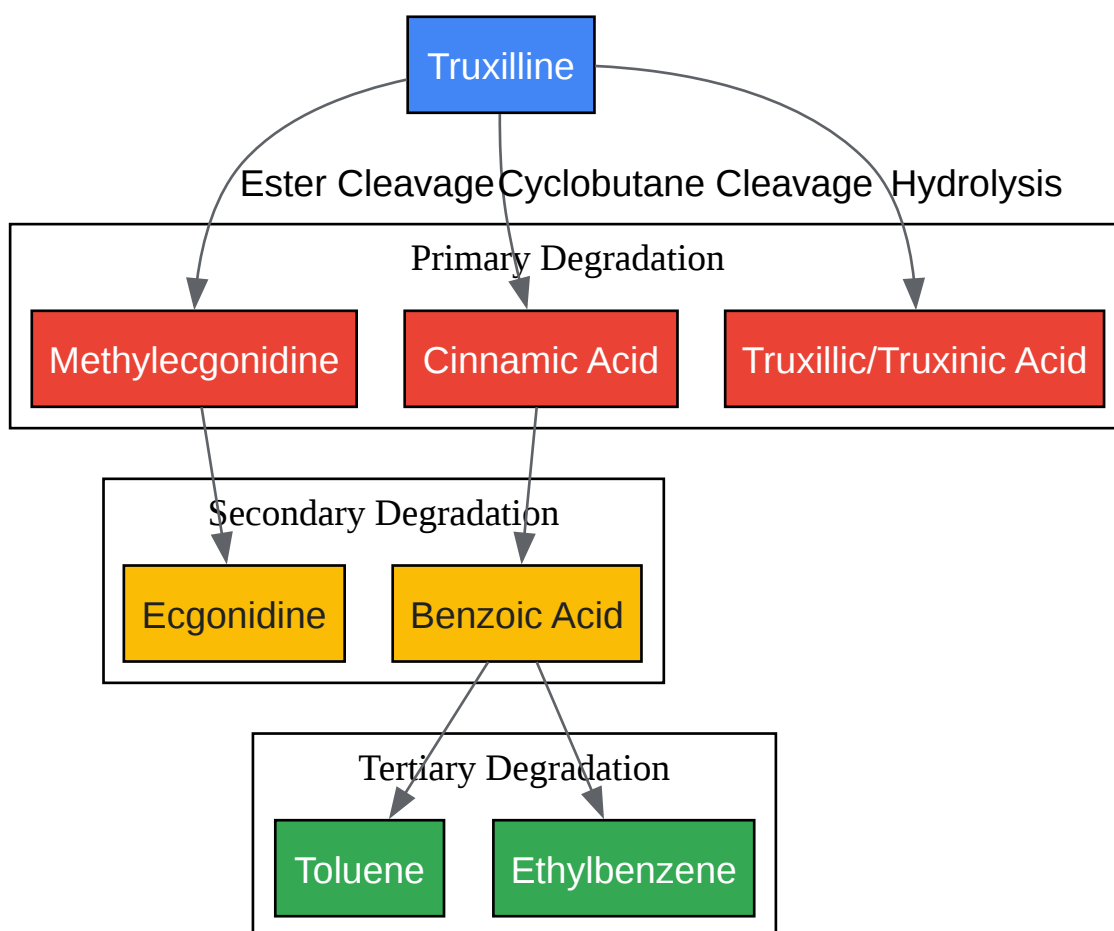 Truxilline
Ester Cleavage
Cyclobutane Cleavage
Hydrolysis
Primary Degradation
Methylecgonidine
Cinnamic Acid
Truxillic/Truxinic Acid
Secondary Degradation
Ecgonidine
Benzoic Acid
Tertiary Degradation
Toluene
Ethylbenzene